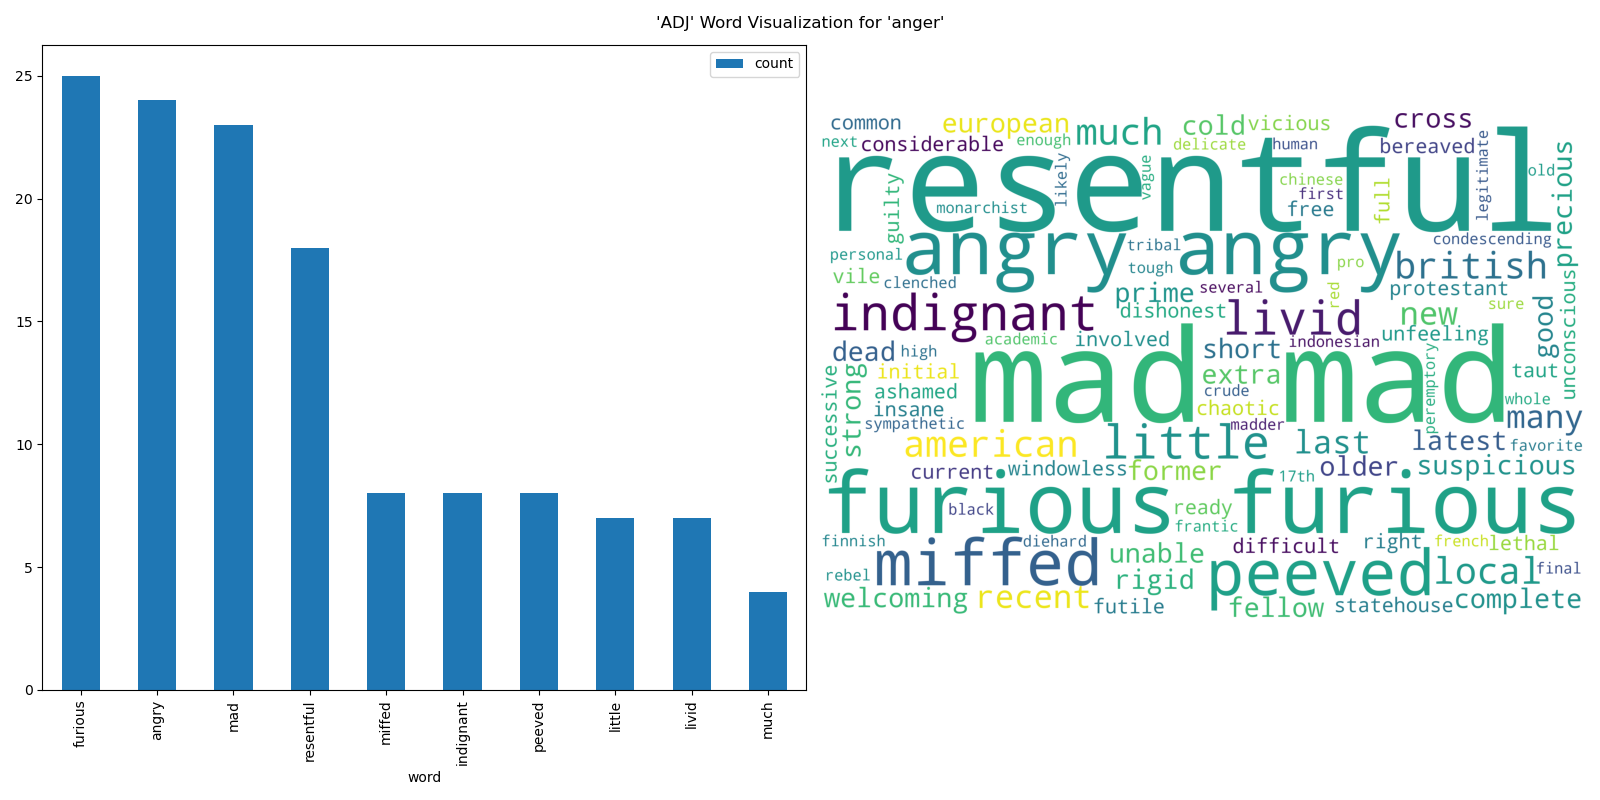 'ADJ' Word Visualization for 'anger'
count
25
20
15
10
5
0
furious
angry
mad
resentful
miffed
indignant
peeved
little
livid
much
word
common
european
much
cold
vicious
cross
next
considerable
enough
delicate
human
bereaved
resentful
likely
vague
legitimate
old
precious
guilty
monarchist
chinese
first
free
full
angry
angry
condescending
personal
tribal
british
vile
clenched
tough
pro
several
red
protestant
unconscious
prime
dishonest
indignant
livid
new
sure
good
unfeeling
academic
involved
indonesian
dead
high
short
mad
mad
peremptory
initial
extra
taut
successive
strong
ashamed
crude
whole
insane
chaotic
many
sympathetic
madder
american
little
last
latest
favorite
current
windowless
former
older
suspicious
17th
furious
furious
black
ready
frantic
finnish
diehard
difficult
right
french
lethal
miffed
unable
peeved
local
final
rebel
rigid
welcoming
recent
futile
fellow
statehouse
complete